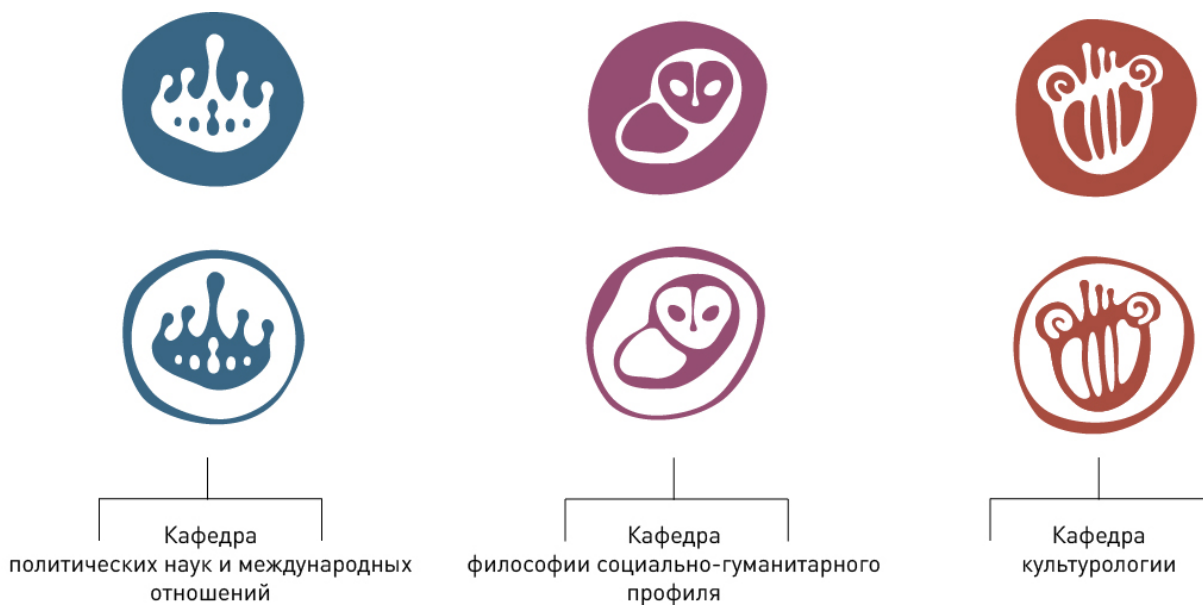 Кафедра
политических наук и международных
отношений
Кафедра
философии социально-гуманитарного
профиля
Кафедра
культурологии